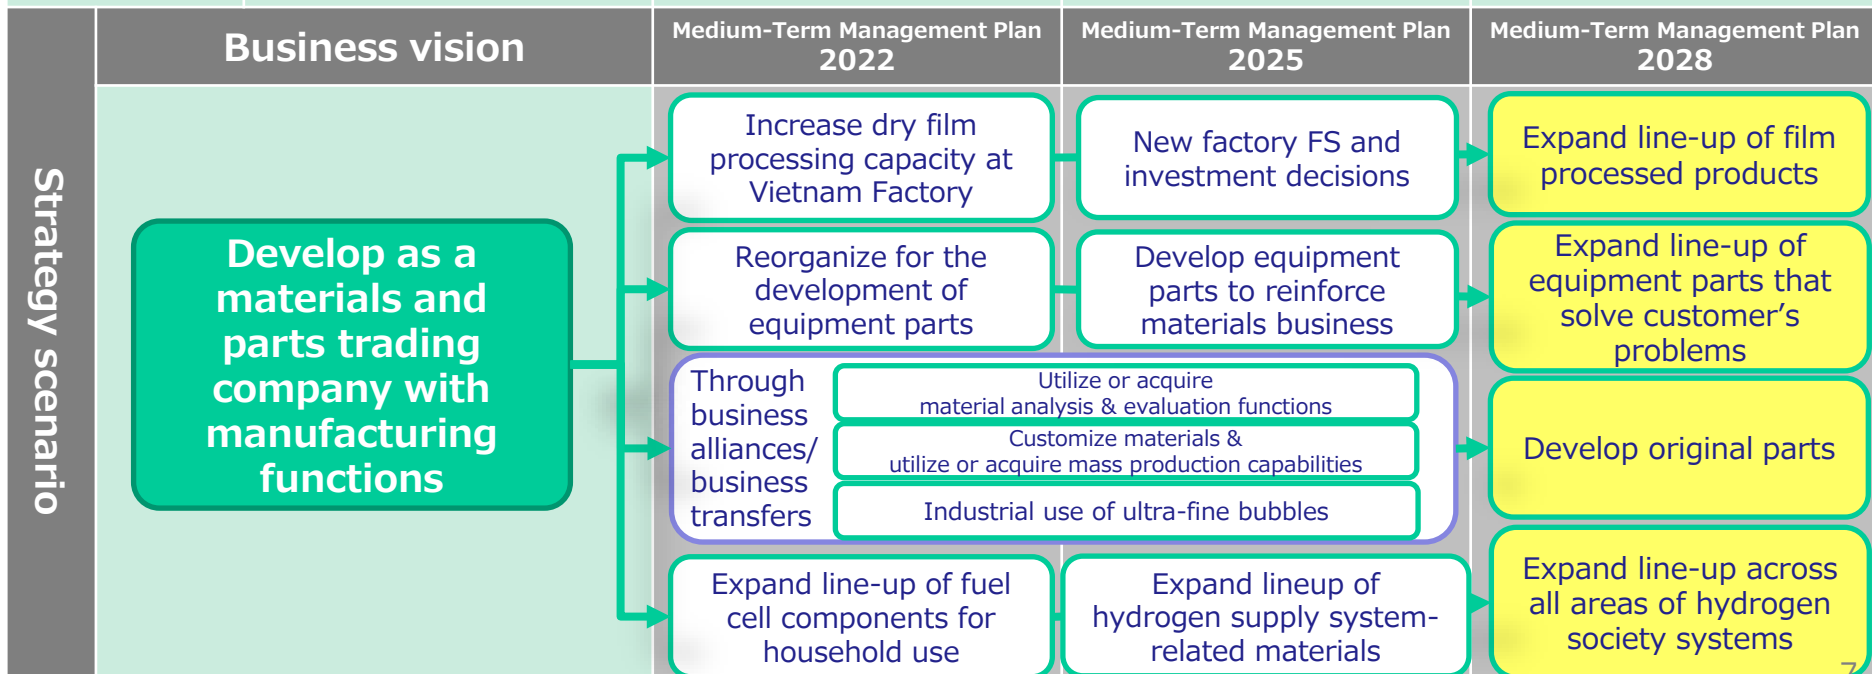 Business vision
Medium-Term Management Plan
2022
Medium-Term Management Plan
2025
Medium-Term Management Plan
2028
Strategy scenario
Develop as a
materials and
parts trading
company with
manufacturing
functions
Increase dry film
processing capacity at
Vietnam Factory
New factory FS and
investment decisions
Expand line-up of film
processed products
Reorganize for the
development of
equipment parts
Develop equipment
parts to reinforce
materials business
Expand line-up of
equipment parts that
solve customer’s
problems
Through
business
alliances/
business
transfers
Utilize or acquire
material analysis & evaluation functions
Customize materials &
utilize or acquire mass production capabilities
Industrial use of ultra-fine bubbles
Develop original parts
Expand line-up of fuel
cell components for
household use
Expand lineup of
hydrogen supply system-
related materials
Expand line-up across
all areas of hydrogen
society systems
7